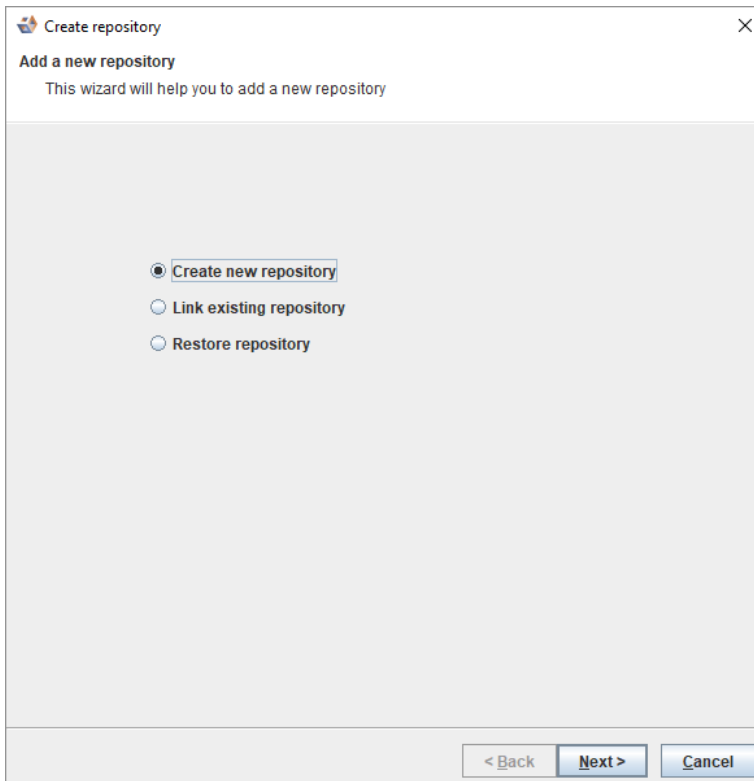 Create repository
Add a new repository
This wizard will help you to add a new repository
Create new repository
Link existing repository
Restore repository
< Back Next > Cancel